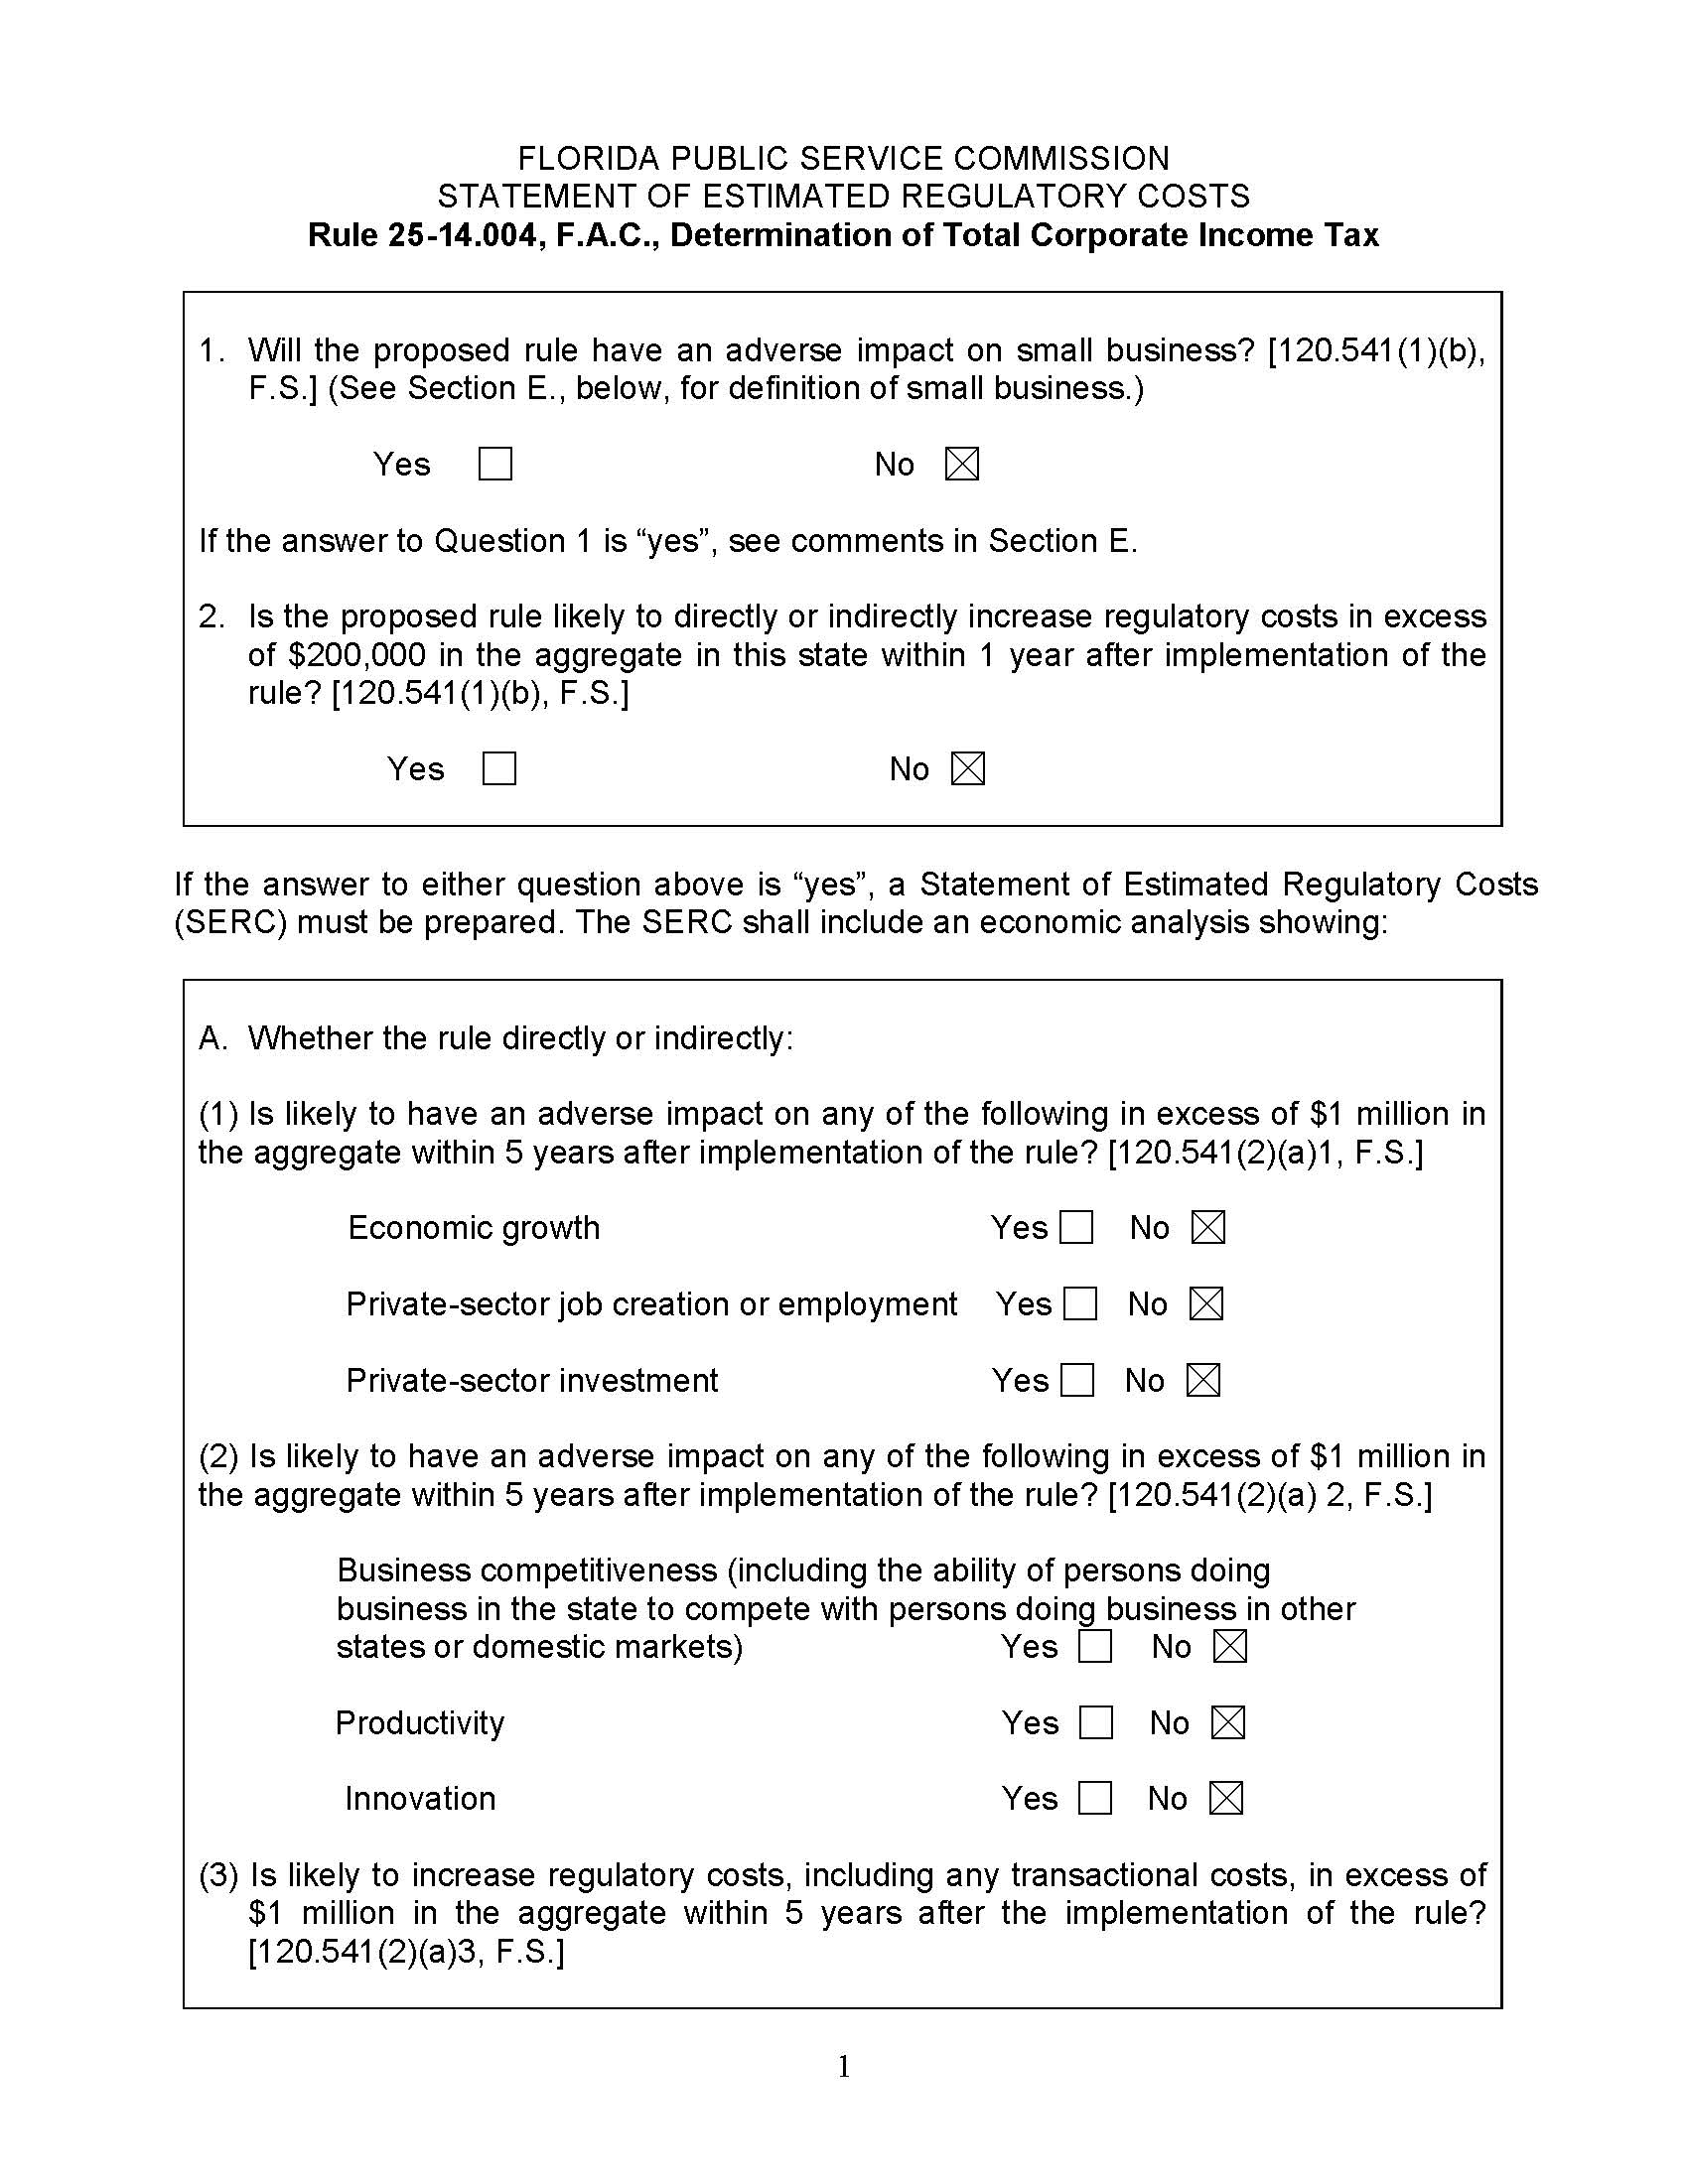 FLORIDA PUBLIC SERVICE COMMISSION
STATEMENT OF ESTIMATED REGULATORY COSTS
Rule 25-14.004, F.A.C., Determination of Total Corporate Income Tax
1. Will the proposed rule have an adverse impact on small business? [120.541(1)(b),
F.S.] (See Section E., below, for definition of small business.)
Yes ☐ No ☒
If the answer to Question 1 is “yes”, see comments in Section E.
2. Is the proposed rule likely to directly or indirectly increase regulatory costs in excess
of $200,000 in the aggregate in this state within 1 year after implementation of the
rule? [120.541(1)(b), F.S.]
Yes ☐ No ☒
If the answer to either question above is “yes”, a Statement of Estimated Regulatory Costs
(SERC) must be prepared. The SERC shall include an economic analysis showing:
A. Whether the rule directly or indirectly:
(1) Is likely to have an adverse impact on any of the following in excess of $1 million in
the aggregate within 5 years after implementation of the rule? [120.541(2)(a)1, F.S.]
Economic growth Yes ☐ No ☒
Private-sector job creation or employment Yes ☐ No ☒
Private-sector investment Yes ☐ No ☒
(2) Is likely to have an adverse impact on any of the following in excess of $1 million in
the aggregate within 5 years after implementation of the rule? [120.541(2)(a) 2, F.S.]
Business competitiveness (including the ability of persons doing
business in the state to compete with persons doing business in other
states or domestic markets) Yes ☐ No ☒
Productivity Yes ☐ No ☒
Innovation Yes ☐ No ☒
(3) Is likely to increase regulatory costs, including any transactional costs, in excess of
$1 million in the aggregate within 5 years after the implementation of the rule?
[120.541(2)(a)3, F.S.]
1